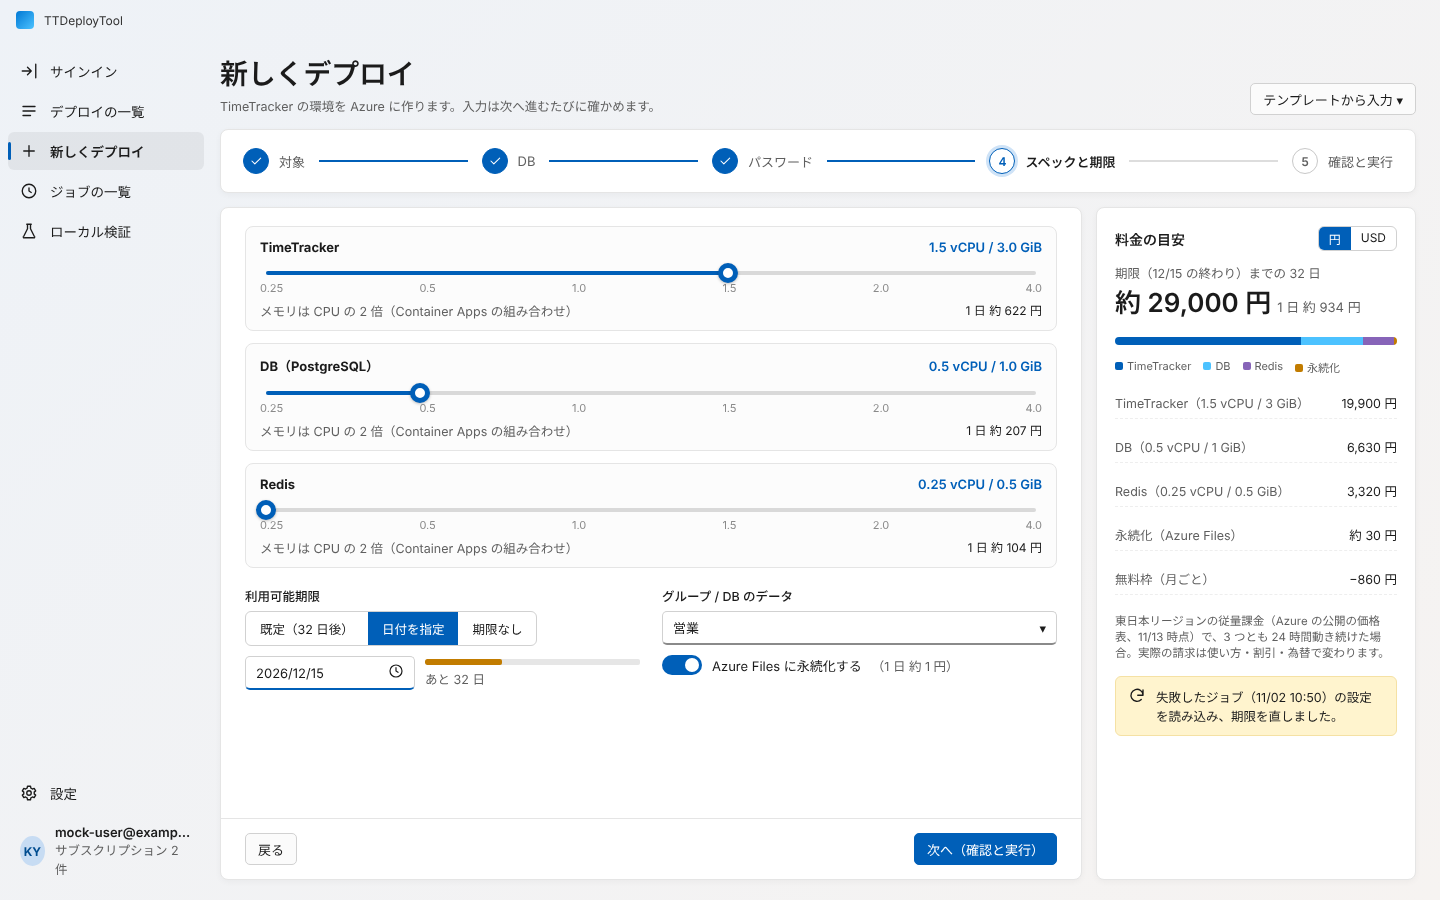 TTDeployTool
サインイン
デプロイの一覧
新しくデプロイ
ジョブの一覧
ローカル検証
設定
KY
mock-user@examp...
サブスクリプション 2
件
新しくデプロイ
TimeTracker の環境を Azure に作ります。入力は次へ進むたびに確かめます。
テンプレートから入力 ▾
対象
DB
パスワード
4 スペックと期限
5 確認と実行
TimeTracker 1.5 vCPU / 3.0 GiB
0.25 0.5 1.0 1.5 2.0 4.0
メモリは CPU の 2 倍（Container Apps の組み合わせ） 1 日 約 622 円
DB（PostgreSQL） 0.5 vCPU / 1.0 GiB
0.25 0.5 1.0 1.5 2.0 4.0
メモリは CPU の 2 倍（Container Apps の組み合わせ） 1 日 約 207 円
Redis 0.25 vCPU / 0.5 GiB
0.25 0.5 1.0 1.5 2.0 4.0
メモリは CPU の 2 倍（Container Apps の組み合わせ） 1 日 約 104 円
利用可能期限
既定（32 日後） 日付を指定 期限なし
2026/12/15
あと 32 日
グループ / DB のデータ
営業 ▾
Azure Files に永続化する （1 日 約 1 円）
戻る
次へ（確認と実行）
料金の目安
円 USD
期限（12/15 の終わり）までの 32 日
約 29,000 円 1 日 約 934 円
TimeTracker DB Redis 永続化
TimeTracker（1.5 vCPU / 3 GiB） 19,900 円
DB（0.5 vCPU / 1 GiB） 6,630 円
Redis（0.25 vCPU / 0.5 GiB） 3,320 円
永続化（Azure Files） 約 30 円
無料枠（月ごと） −860 円
東日本リージョンの従量課金（Azure の公開の価格
表、11/13 時点）で、3 つとも 24 時間動き続けた場
合。実際の請求は使い方・割引・為替で変わります。
失敗したジョブ（11/02 10:50）の設定
を読み込み、期限を直しました。